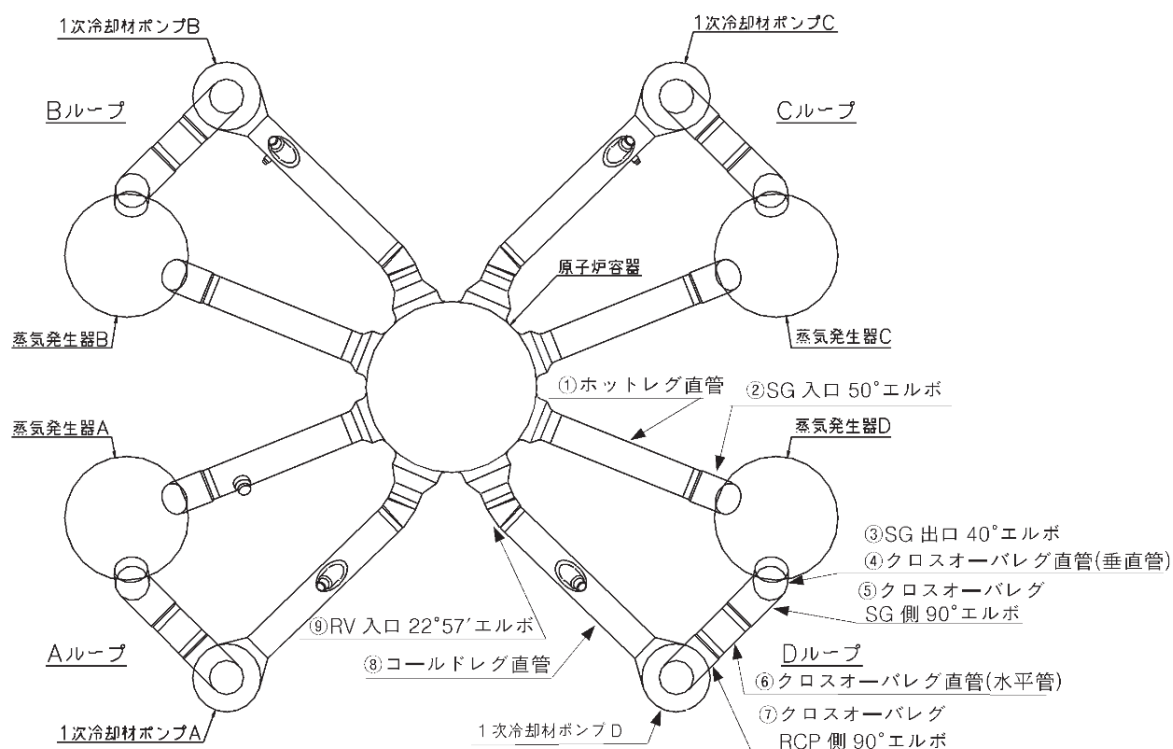 1次冷却材ポンプB
1次冷却材ポンプC
Bループ
Cループ
原子炉容器
蒸気発生器B
蒸気発生器C
①ホットレグ直管
②SG 入口 50°エルボ
蒸気発生器A
蒸気発生器D
③SG 出口 40°エルボ
④クロスオーバレグ直管(垂直管)
⑤クロスオーバレグ
SG 側 90°エルボ
⑨RV 入口 22°57′エルボ
Aループ
⑧コールドレグ直管
Dループ
⑥クロスオーバレグ直管(水平管)
⑦クロスオーバレグ
RCP 側 90°エルボ
1次冷却材ポンプA
1次冷却材ポンプD